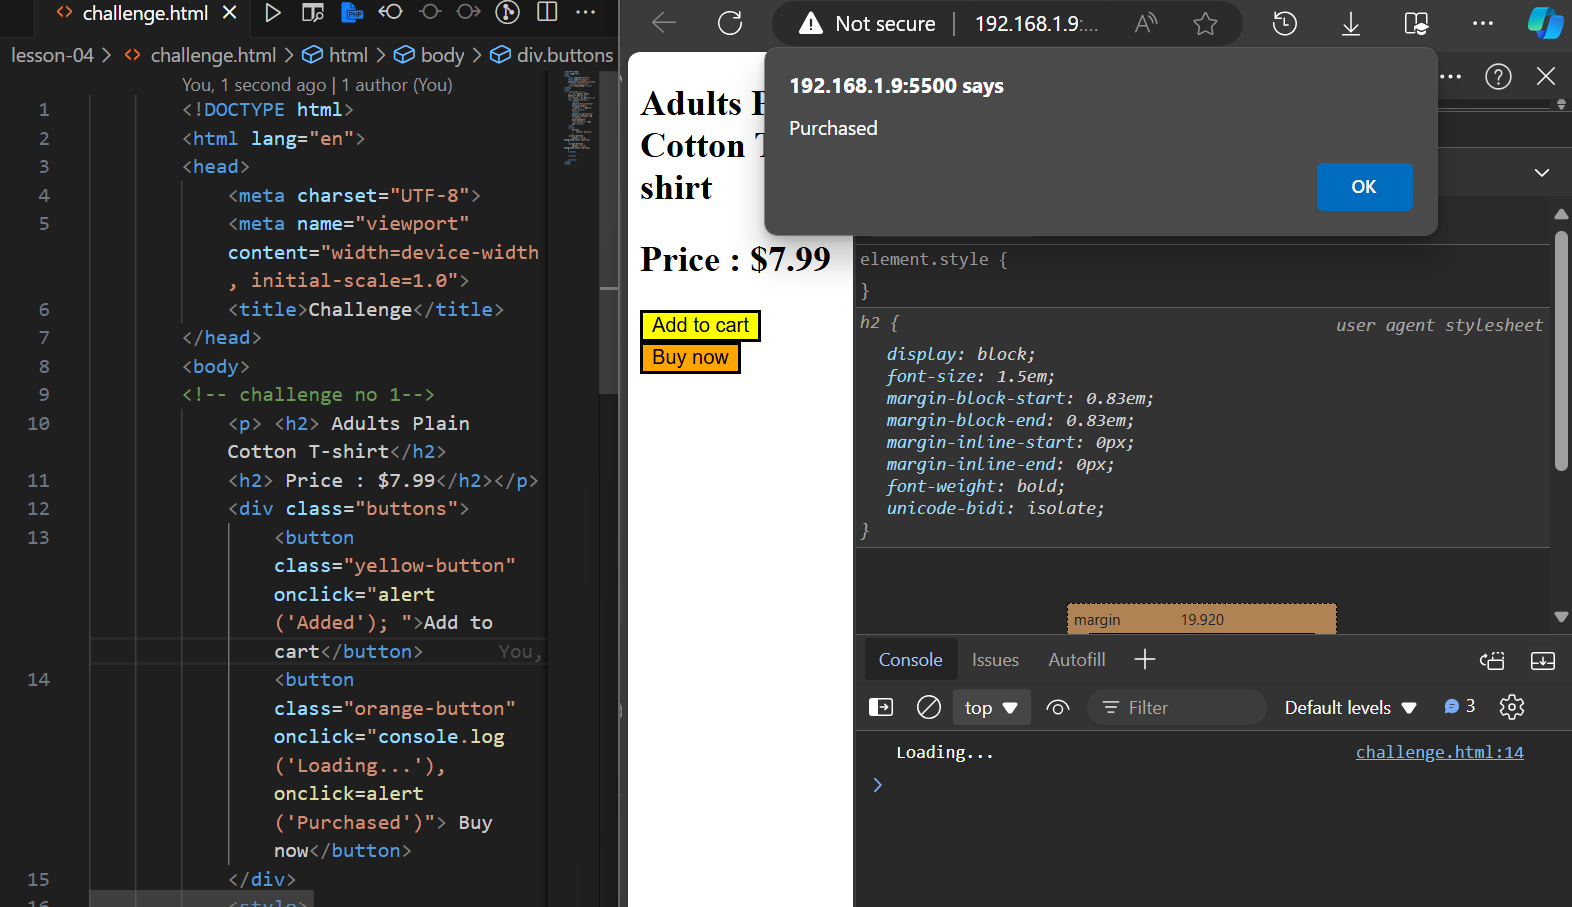 challenge.html
lesson-04 > challenge.html > html > body > div.buttons
You, 1 second ago | 1 author (You)
1 <!DOCTYPE html>
2 <html lang="en">
3 <head>
4 <meta charset="UTF-8">
5 <meta name="viewport"
content="width=device-width
, initial-scale=1.0">
6 <title>Challenge</title>
7 </head>
8 <body>
9 <!-- challenge no 1-->
10 <p> <h2> Adults Plain
Cotton T-shirt</h2>
11 <h2> Price : $7.99</h2></p>
12 <div class="buttons">
13 <button
class="yellow-button"
onclick="alert
('Added'); ">Add to
cart</button> You,
14 <button
class="orange-button"
onclick="console.log
('Loading...'),
onclick=alert
('Purchased')"> Buy
now</button>
15 </div>
16 <style>
Not secure | 192.168.1.9:...
192.168.1.9:5500 says
Purchased
OK
Adults
Cotton
shirt
Price : $7.99
Add to cart
Buy now
element.style {
}
h2 { user agent stylesheet
display: block;
font-size: 1.5em;
margin-block-start: 0.83em;
margin-block-end: 0.83em;
margin-inline-start: 0px;
margin-inline-end: 0px;
font-weight: bold;
unicode-bidi: isolate;
}
margin 19.920
Console Issues Autofill
top Filter Default levels 3
Loading... challenge.html:14